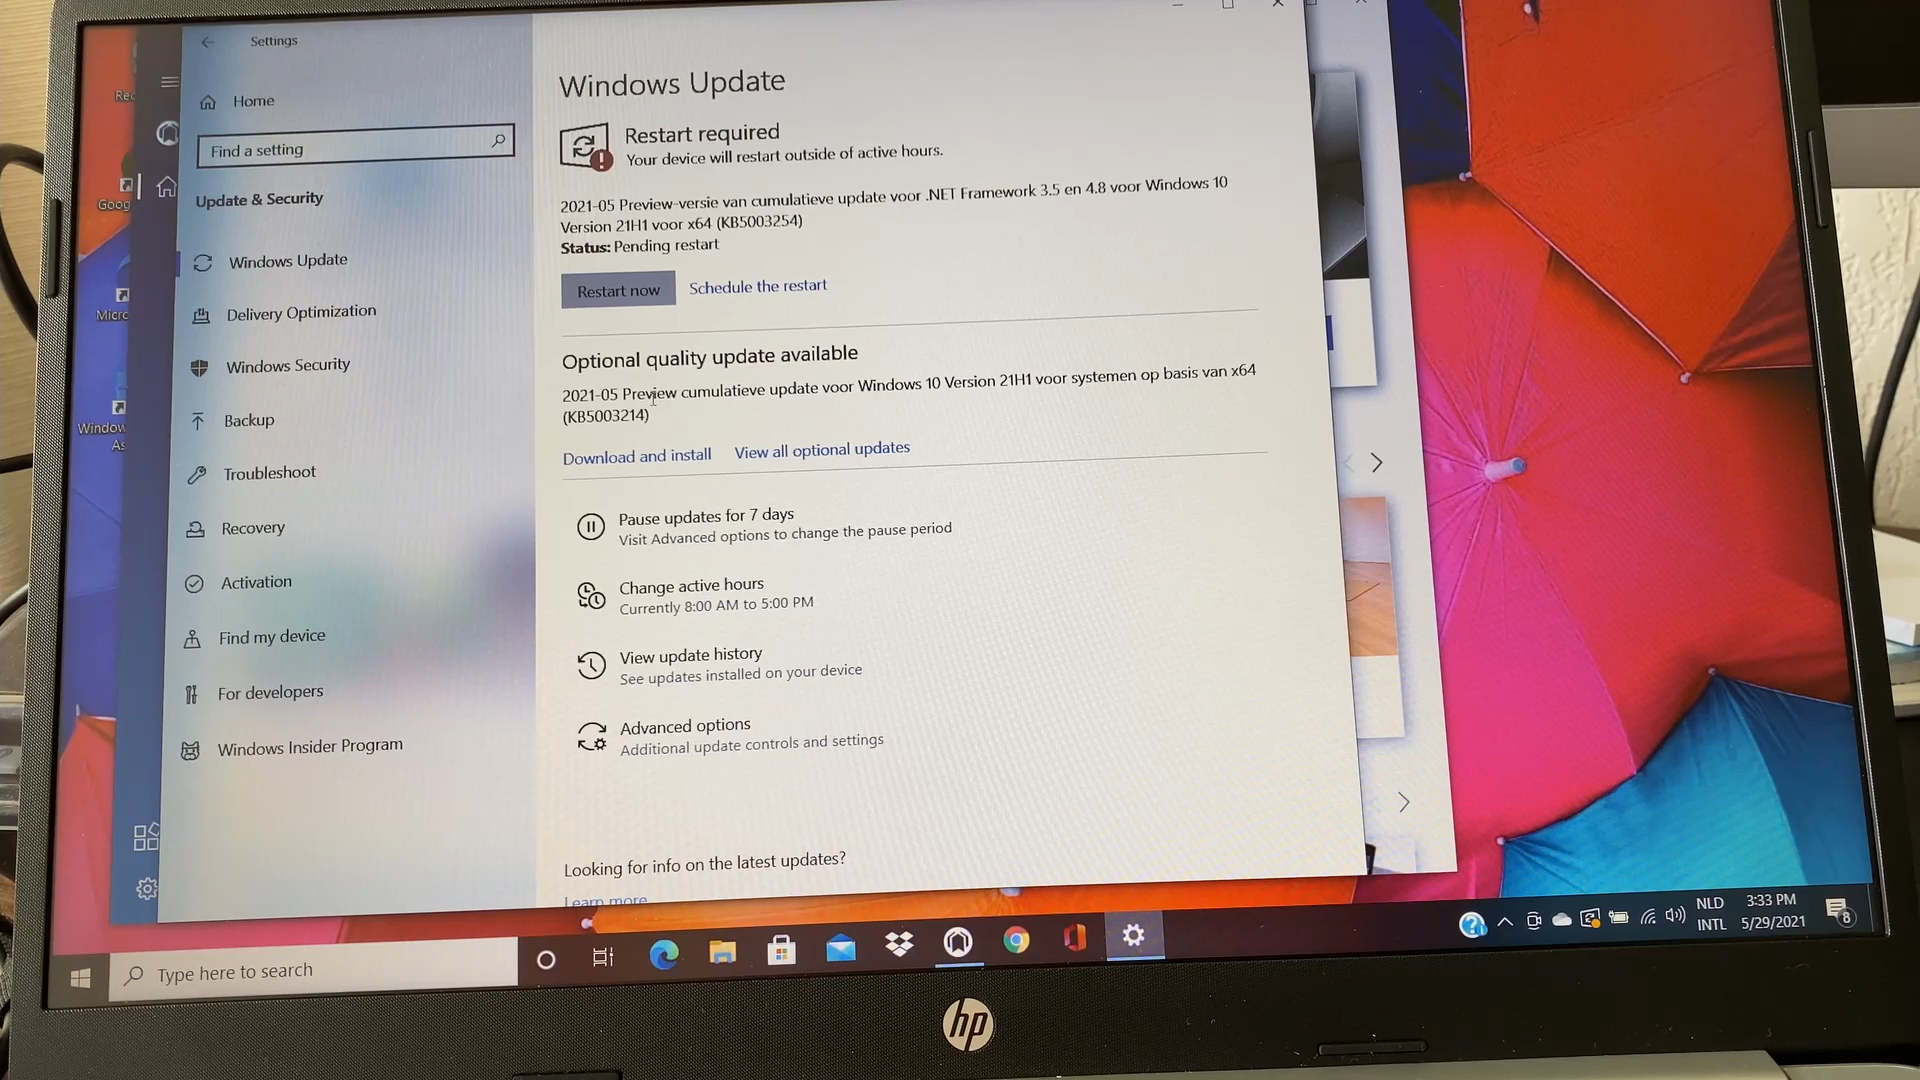 Settings
Home
Find a setting
Update & Security
Windows Update
Delivery Optimization
Windows Security
Backup
Troubleshoot
Recovery
Activation
Find my device
For developers
Windows Insider Program
Windows Update
Restart required
Your device will restart outside of active hours.
2021-05 Preview-versie van cumulatieve update voor .NET Framework 3.5 en 4.8 voor Windows 10
Version 21H1 voor x64 (KB5003254)
Status: Pending restart
Restart now Schedule the restart
Optional quality update available
2021-05 Preview cumulatieve update voor Windows 10 Version 21H1 voor systemen op basis van x64
(KB5003214)
Download and install View all optional updates
Pause updates for 7 days
Visit Advanced options to change the pause period
Change active hours
Currently 8:00 AM to 5:00 PM
View update history
See updates installed on your device
Advanced options
Additional update controls and settings
Looking for info on the latest updates?
Learn more
Rec
Goog
Micro
Window
As
Type here to search
NLD
INTL
3:33 PM
5/29/2021
8
hp